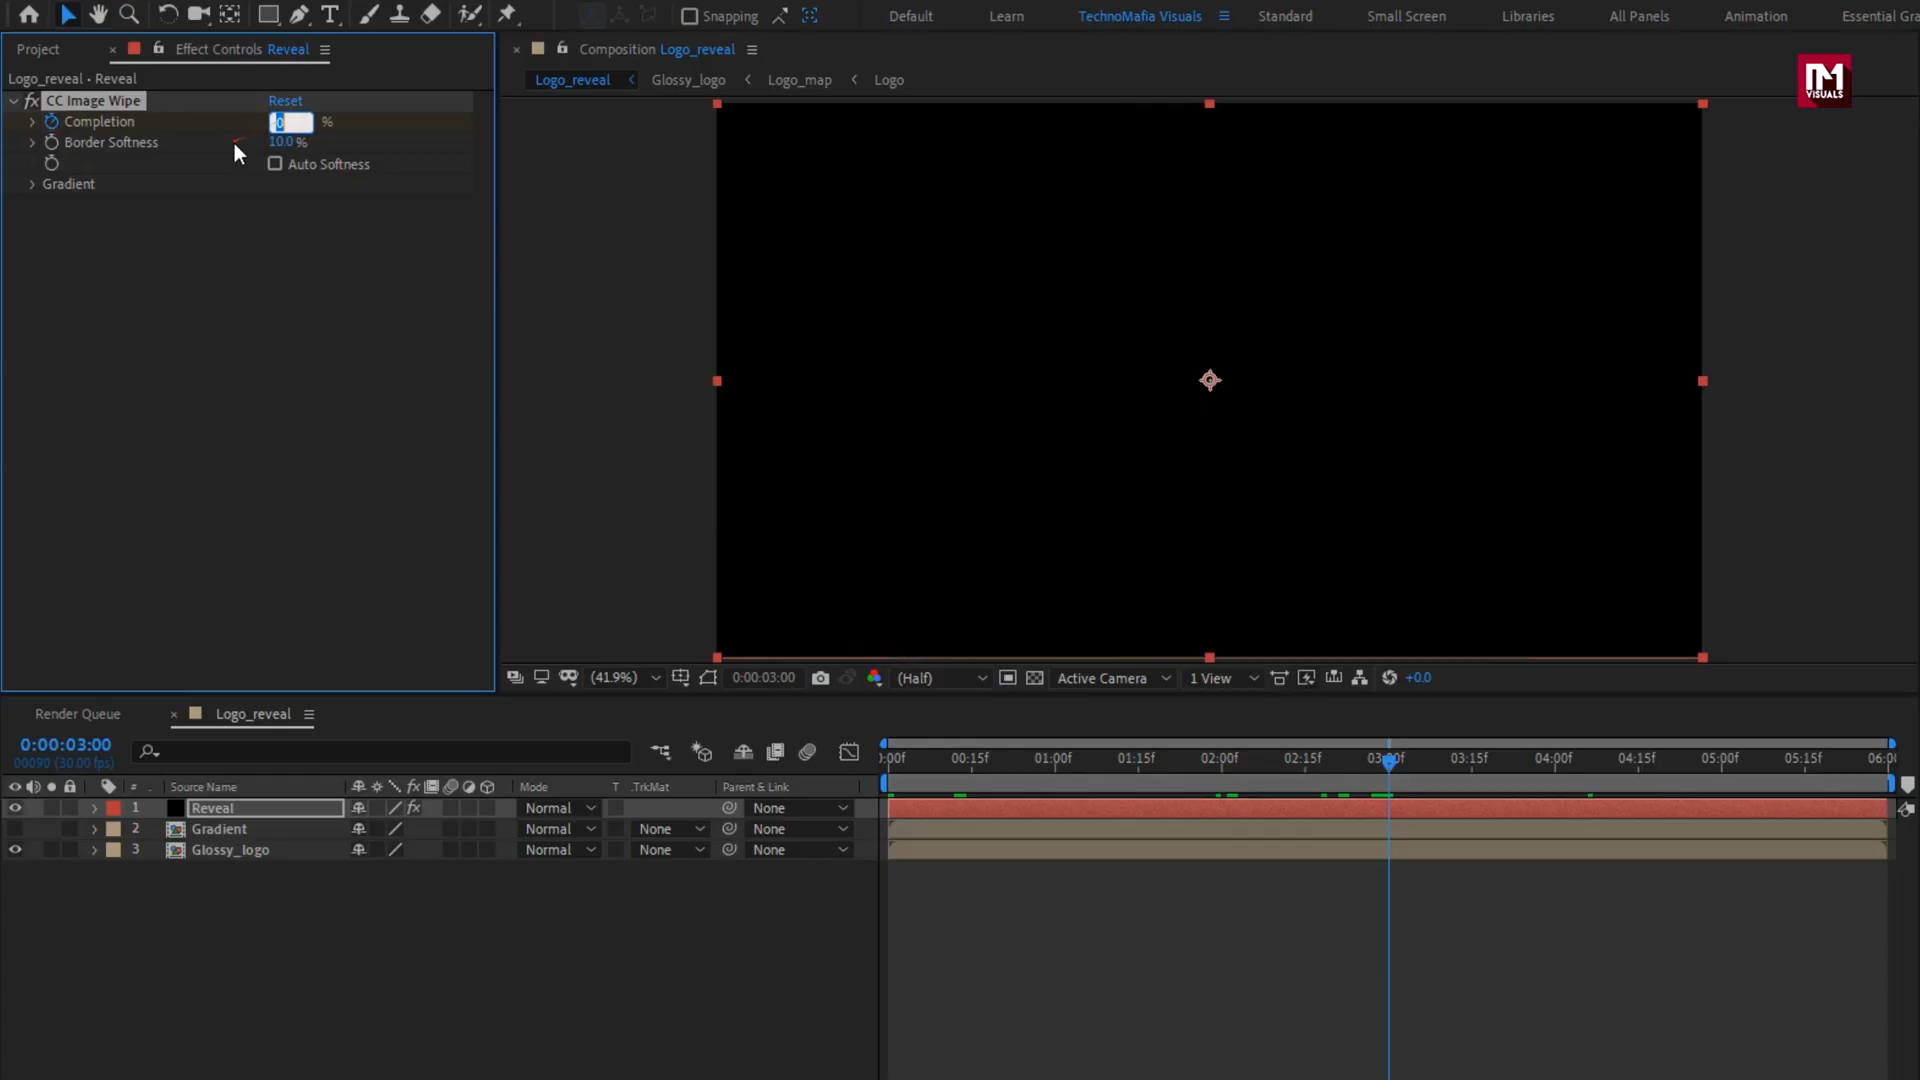 Snapping
Default
Learn
TechnoMafia Visuals
Standard
Small Screen
Libraries
All Panels
Animation
Essential Gra
Project
Effect Controls Reveal
Composition Logo_reveal
Logo_reveal • Reveal
Logo_reveal
Glossy_logo
Logo_map
Logo
VISUALS
fx CC Image Wipe
Reset
Completion
0 %
Border Softness
10.0 %
Auto Softness
Gradient
(41.9%)
0:00:03:00
(Half)
Active Camera
1 View
+0.0
Render Queue
Logo_reveal
0:00:03:00
00090 (30.00 fps)
:00f
00:15f
01:00f
01:15f
02:00f
02:15f
03:00f
03:15f
04:00f
04:15f
05:00f
05:15f
06:00
#
Source Name
fx
Mode
T
.TrkMat
Parent & Link
1 Reveal fx Normal None
2 Gradient Normal None None
3 Glossy_logo Normal None None